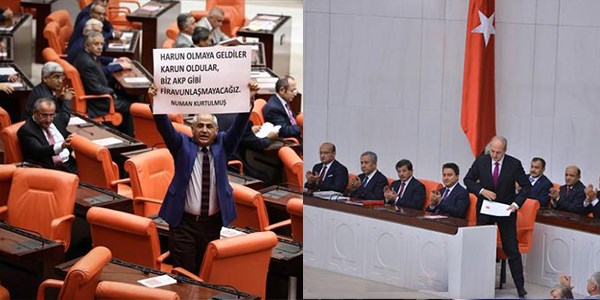 HARUN OLMAYA GELDİLER
KARUN OLDULAR,
BİZ AKP GİBİ
FİRAVUNLAŞMAYACAĞIZ.
NUMAN KURTULMUŞ